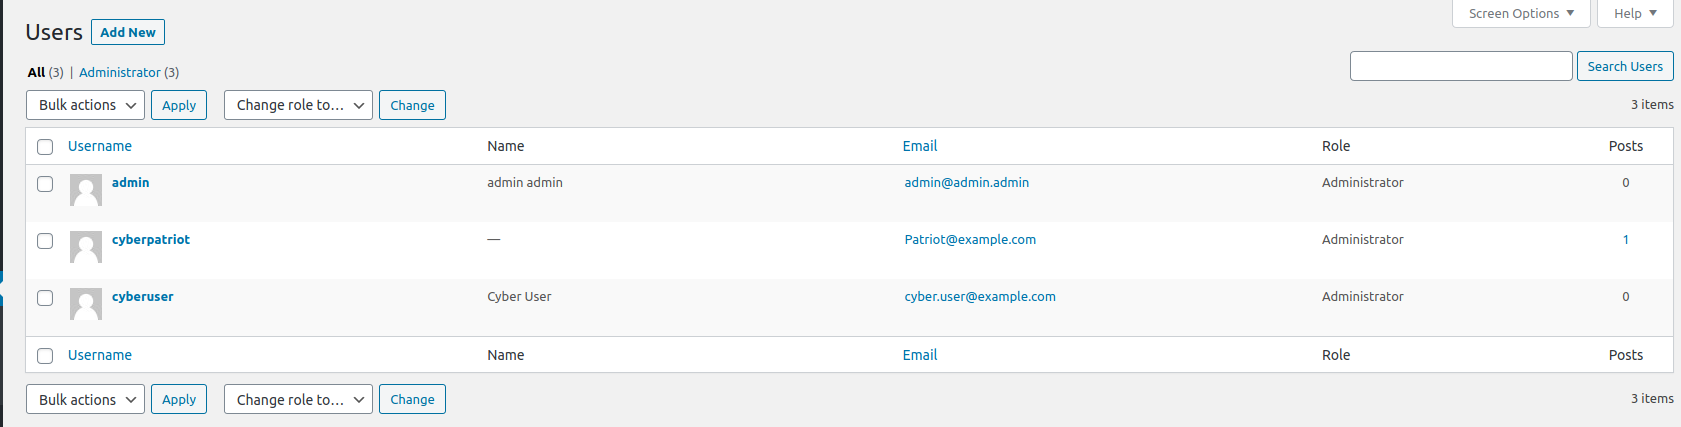 Screen Options Help
Users Add New
All (3) | Administrator (3)
Search Users
Bulk actions Apply Change role to... Change 3 items
Username Name Email Role Posts
admin admin admin admin@admin.admin Administrator 0
cyberpatriot — Patriot@example.com Administrator 1
cyberuser Cyber User cyber.user@example.com Administrator 0
Username Name Email Role Posts
Bulk actions Apply Change role to... Change 3 items